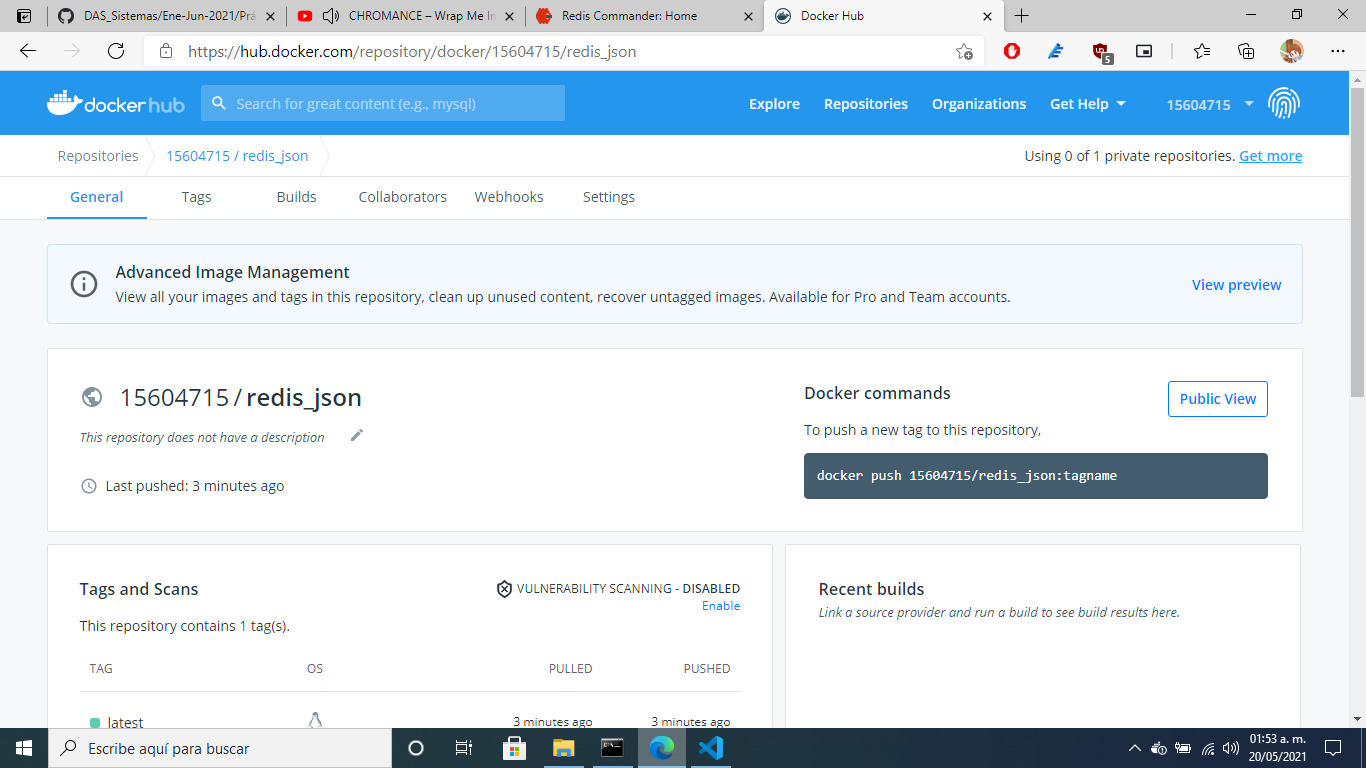 DAS_Sistemas/Ene-Jun-2021/Prá
CHROMANCE – Wrap Me In
Redis Commander: Home
Docker Hub
https://hub.docker.com/repository/docker/15604715/redis_json
5
docker hub
Search for great content (e.g., mysql)
Explore
Repositories
Organizations
Get Help
15604715
Repositories
15604715 / redis_json
Using 0 of 1 private repositories. Get more
General
Tags
Builds
Collaborators
Webhooks
Settings
Advanced Image Management
View all your images and tags in this repository, clean up unused content, recover untagged images. Available for Pro and Team accounts.
View preview
15604715 / redis_json
This repository does not have a description
Last pushed: 3 minutes ago
Docker commands
Public View
To push a new tag to this repository,
docker push 15604715/redis_json:tagname
Tags and Scans
VULNERABILITY SCANNING - DISABLED
Enable
This repository contains 1 tag(s).
TAG OS PULLED PUSHED
latest 3 minutes ago 3 minutes ago
Recent builds
Link a source provider and run a build to see build results here.
Escribe aquí para buscar
01:53 a. m.
20/05/2021